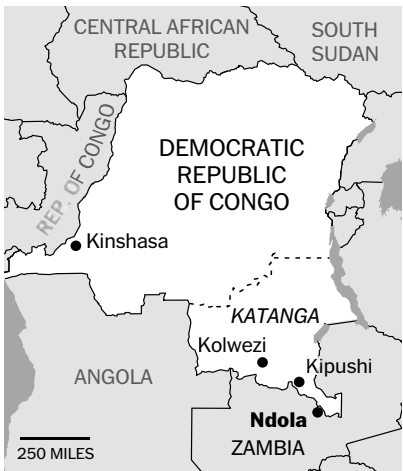 CENTRAL AFRICAN
REPUBLIC
SOUTH
SUDAN
REP. OF CONGO
DEMOCRATIC
REPUBLIC
OF CONGO
Kinshasa
KATANGA
Kolwezi
Kipushi
ANGOLA
Ndola
ZAMBIA
250 MILES